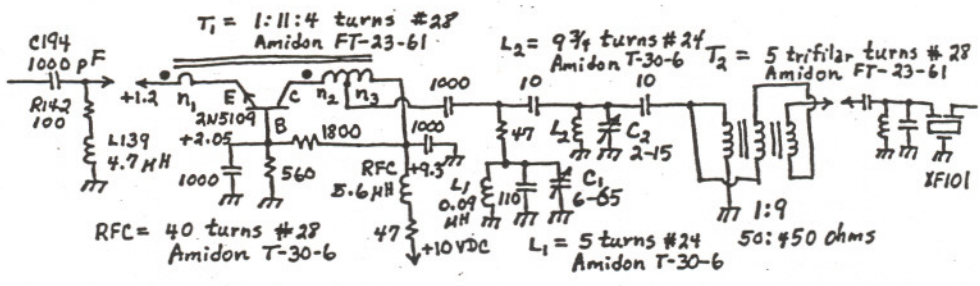 T₁ = 1:11:4 turns #28
Amidon FT-23-61
C194
1000 pF
R142
100
L139
4.7 μH
+1.2
n₁
E
C
B
n₂
n₃
2N5109
+2.05
1800
1000
560
1000
RFC
5.6 μH
+9.3
47
+10 VDC
RFC = 40 turns #28
Amidon T-30-6
1000
L₂ = 9 3/4 turns #24
Amidon T-30-6
10
10
47
L₂
C₂
2-15
L₁
0.09
μH
110
C₁
6-65
L₁ = 5 turns #24
Amidon T-30-6
T₂ = 5 trifilar turns #28
Amidon FT-23-61
1:9
50:450 ohms
XF101